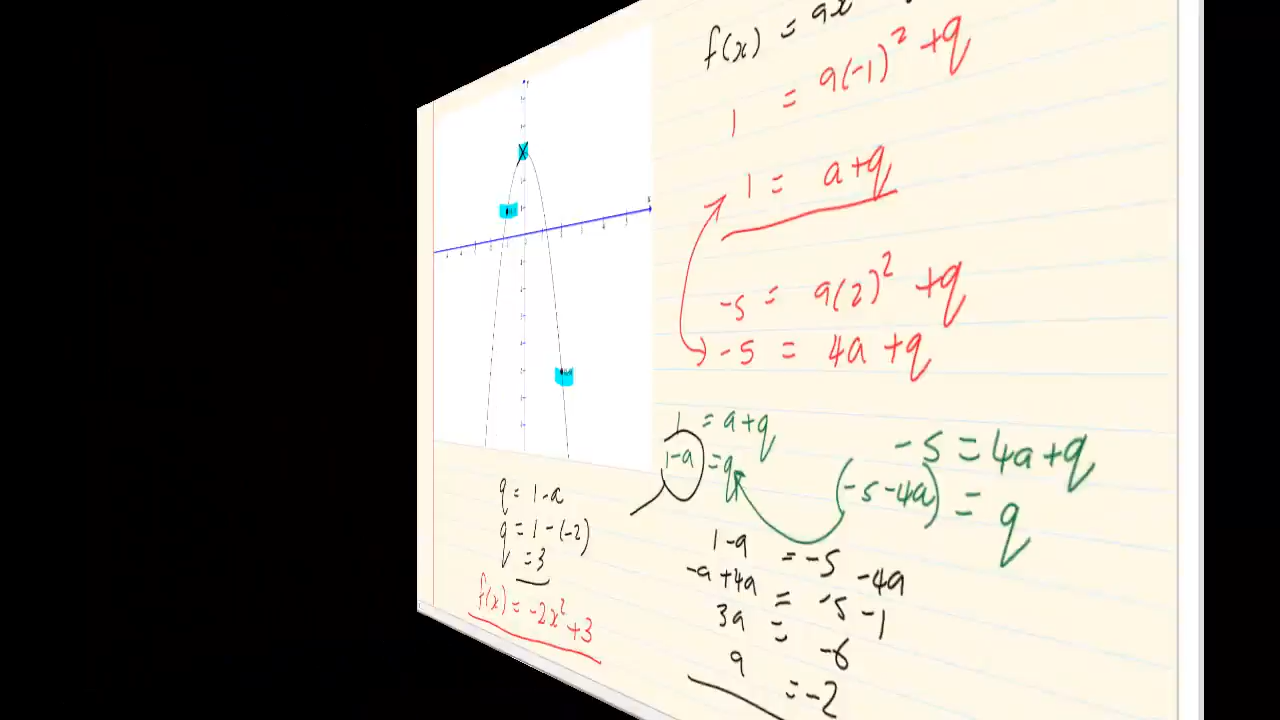 f(x) = ax
1 = a(-1)² + q
1 = a + q
-5 = a(2)² + q
-5 = 4a + q
1 = a + q
1-a = q
-5 = 4a + q
(-5-4a) = q
1-a = -5 -4a
-a + 4a = -5 -1
3a = -6
a = -2
q = 1-a
q = 1-(-2)
q = 3
f(x) = -2x² + 3